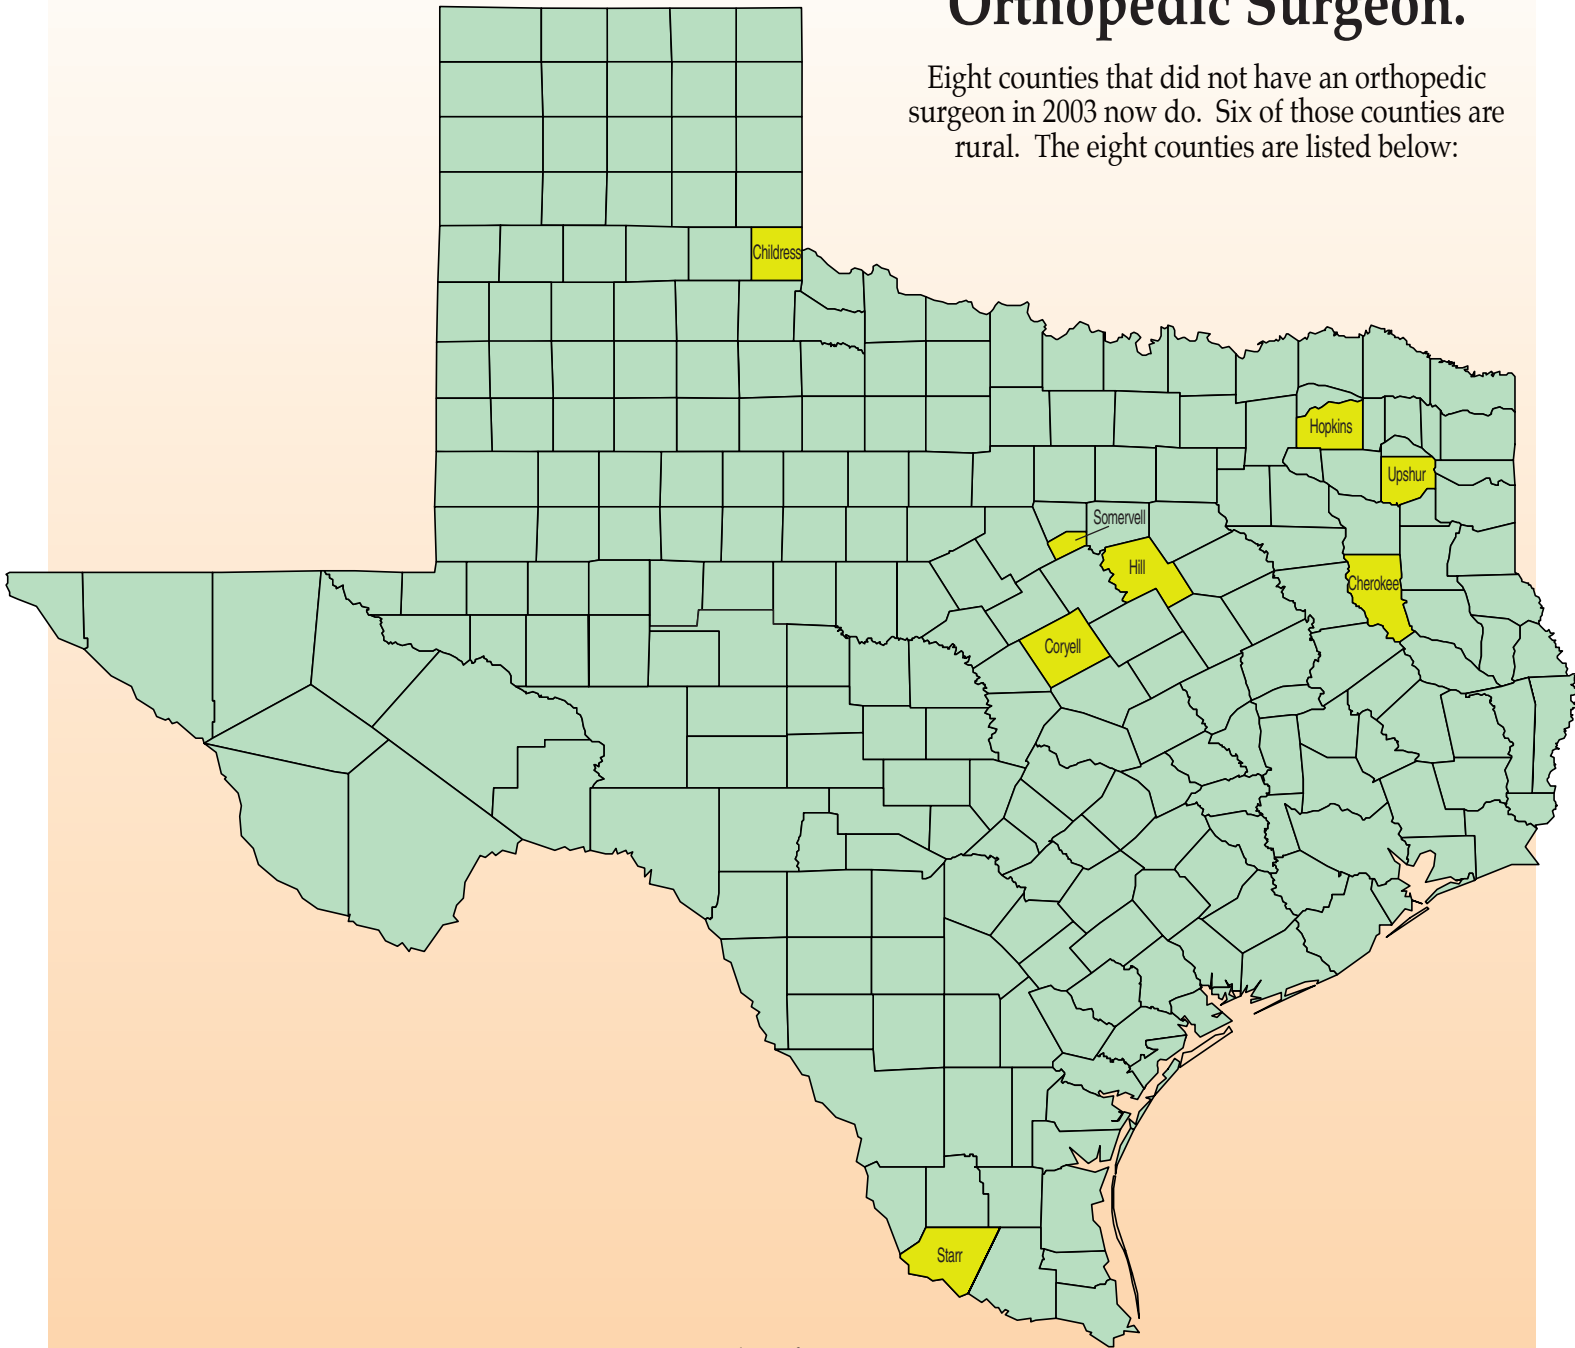 Orthopedic Surgeon.
Eight counties that did not have an orthopedic
surgeon in 2003 now do.  Six of those counties are
rural.  The eight counties are listed below:
Childress
Hopkins
Upshur
Somervell
Hill
Cherokee
Coryell
Starr